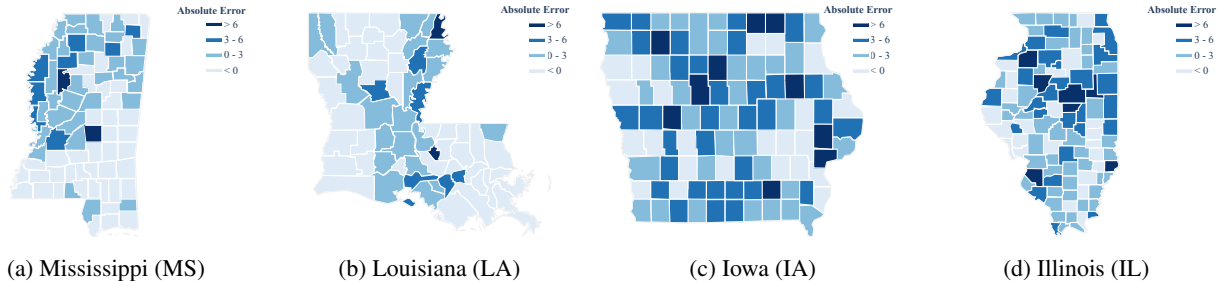 Absolute Error
> 6
3 - 6
0 - 3
< 0
(a) Mississippi (MS)
Absolute Error
> 6
3 - 6
0 - 3
< 0
(b) Louisiana (LA)
Absolute Error
> 6
3 - 6
0 - 3
< 0
(c) Iowa (IA)
Absolute Error
> 6
3 - 6
0 - 3
< 0
(d) Illinois (IL)